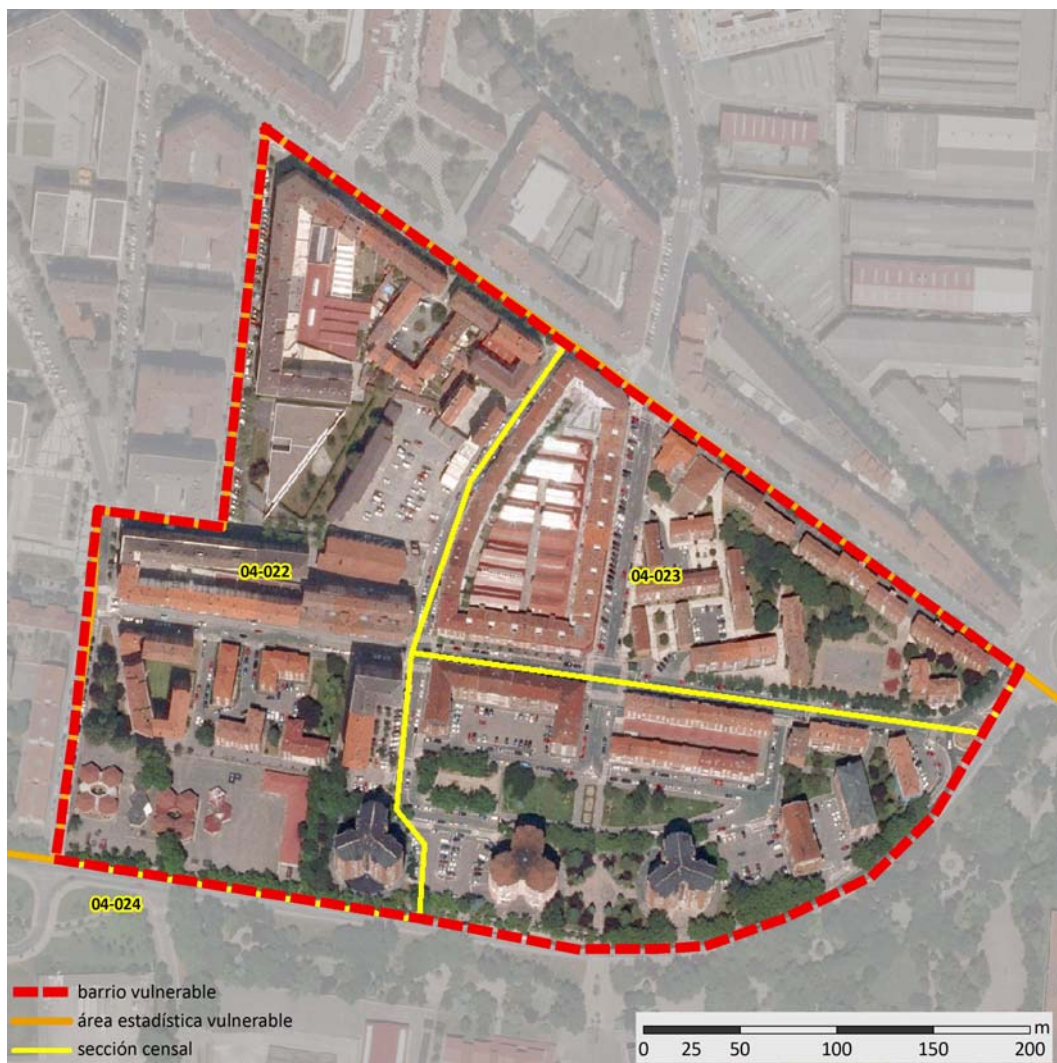 04-022
04-023
04-024
barrio vulnerable
área estadística vulnerable
sección censal
m
0 25 50 100 150 200